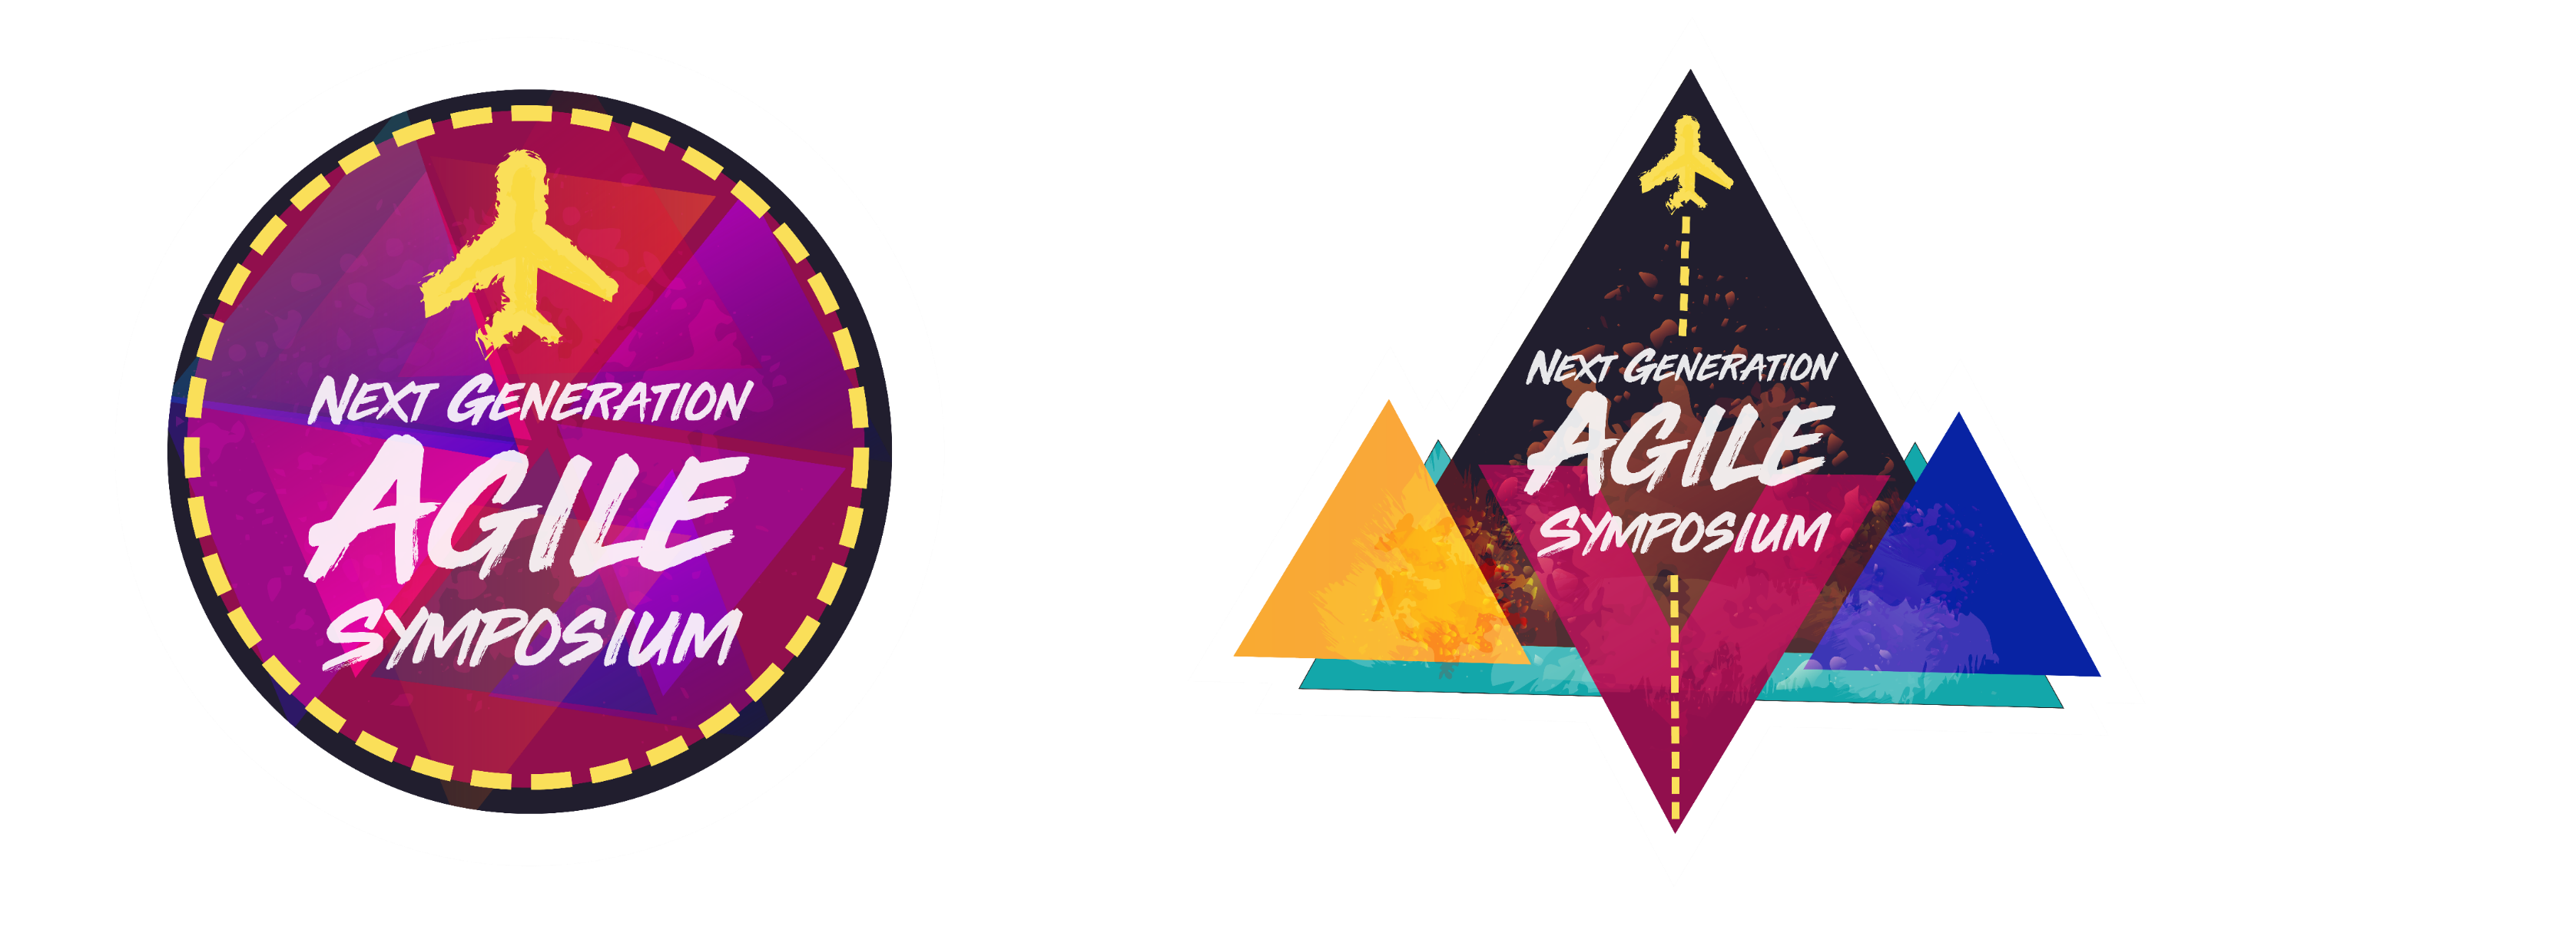 Next Generation
Agile
Symposium
Next Generation
Agile
Symposium